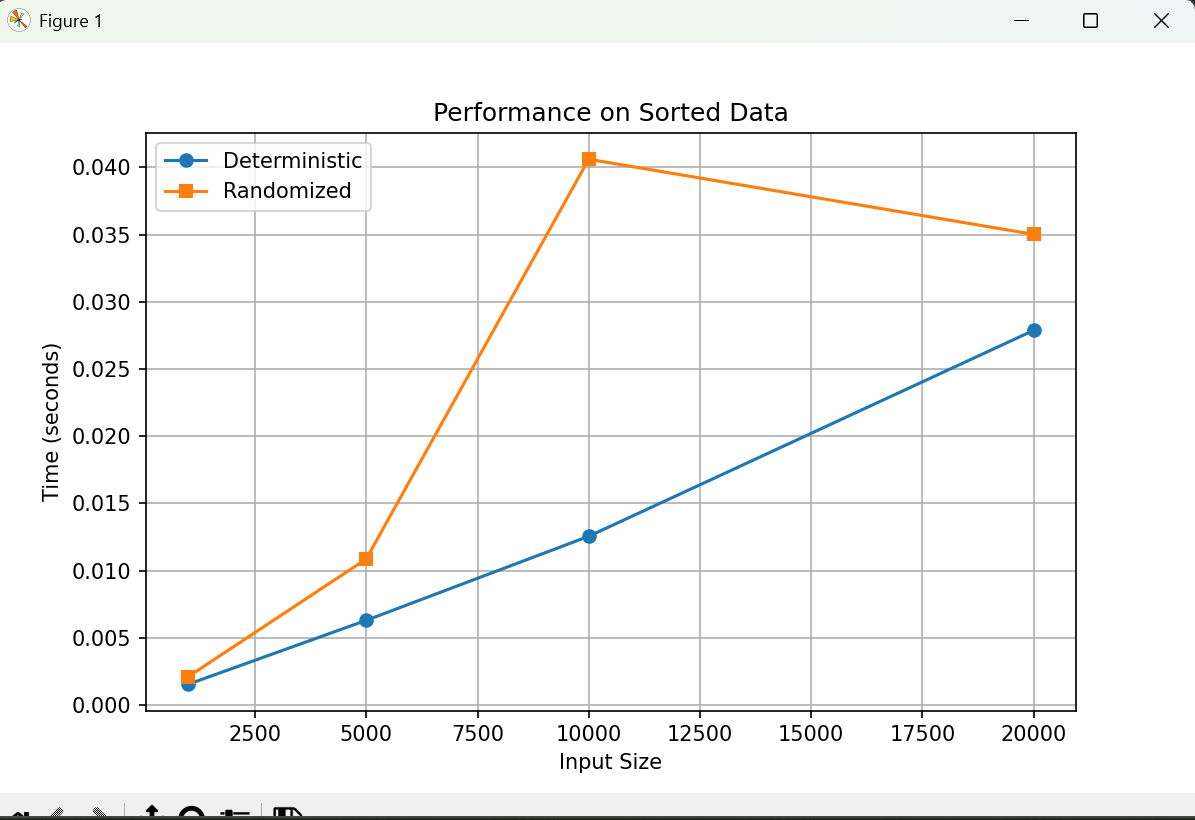 Figure 1
Performance on Sorted Data
Deterministic
Randomized
0.040
0.035
0.030
0.025
0.020
0.015
0.010
0.005
0.000
Time (seconds)
2500 5000 7500 10000 12500 15000 17500 20000
Input Size